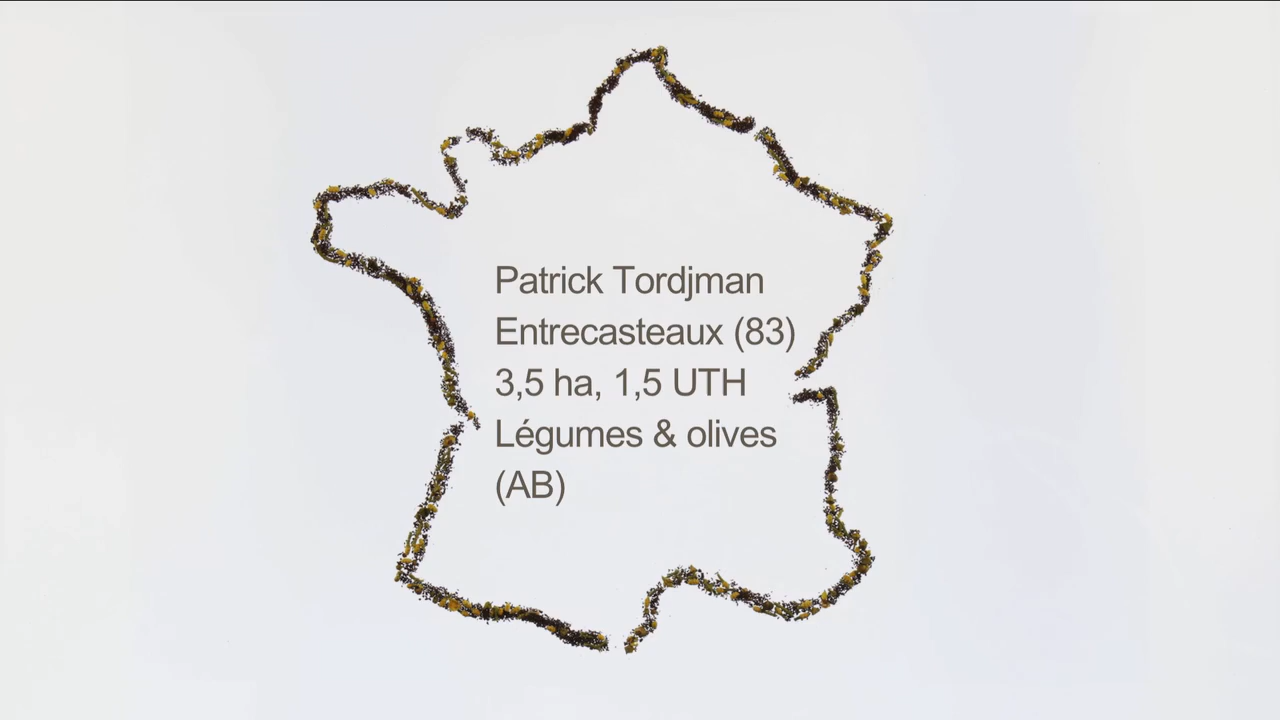 Patrick Tordjman
Entrecasteaux (83)
3,5 ha, 1,5 UTH
Légumes & olives
(AB)